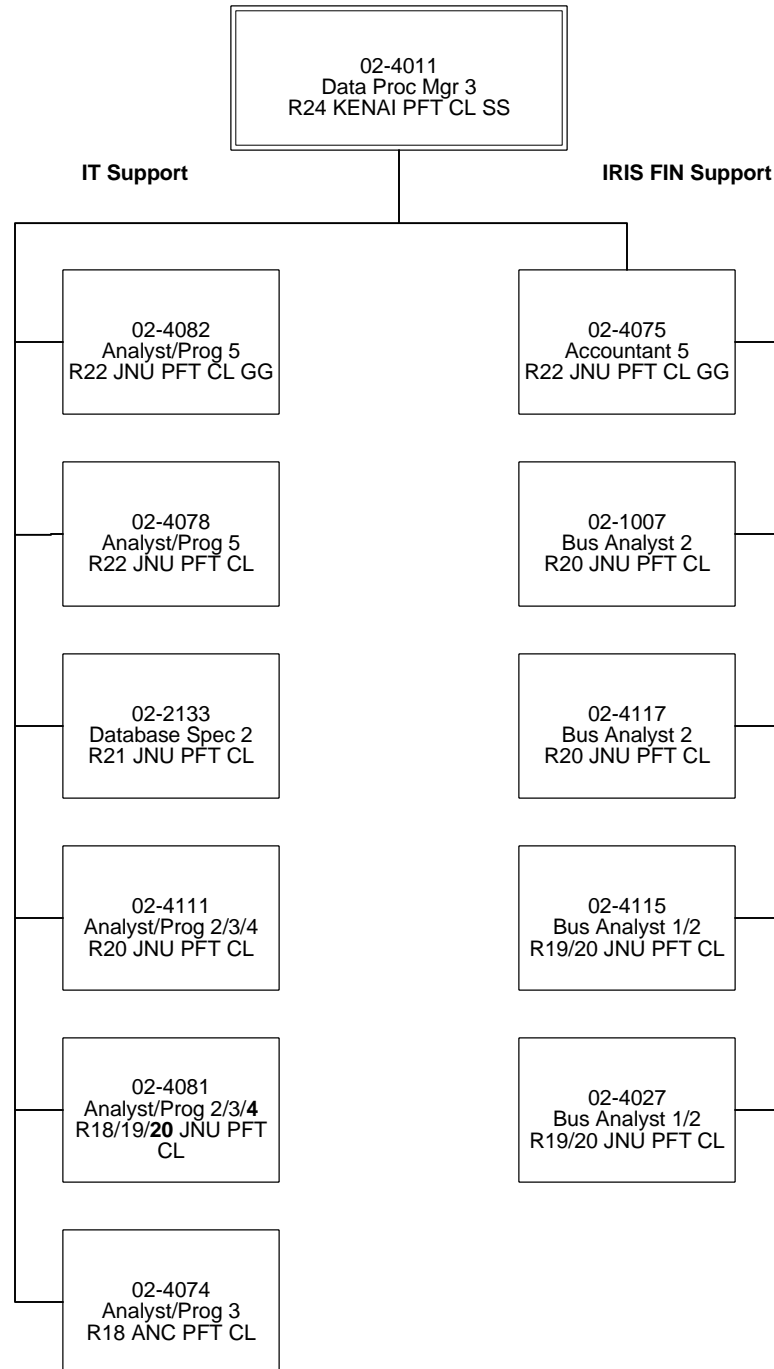 02-4011
Data Proc Mgr 3
R24 KENAI PFT CL SS
IT Support
IRIS FIN Support
02-4082
Analyst/Prog 5
R22 JNU PFT CL GG
02-4078
Analyst/Prog 5
R22 JNU PFT CL
02-2133
Database Spec 2
R21 JNU PFT CL
02-4111
Analyst/Prog 2/3/4
R20 JNU PFT CL
02-4081
Analyst/Prog 2/3/4
R18/19/20 JNU PFT
CL
02-4074
Analyst/Prog 3
R18 ANC PFT CL
02-4075
Accountant 5
R22 JNU PFT CL GG
02-1007
Bus Analyst 2
R20 JNU PFT CL
02-4117
Bus Analyst 2
R20 JNU PFT CL
02-4115
Bus Analyst 1/2
R19/20 JNU PFT CL
02-4027
Bus Analyst 1/2
R19/20 JNU PFT CL